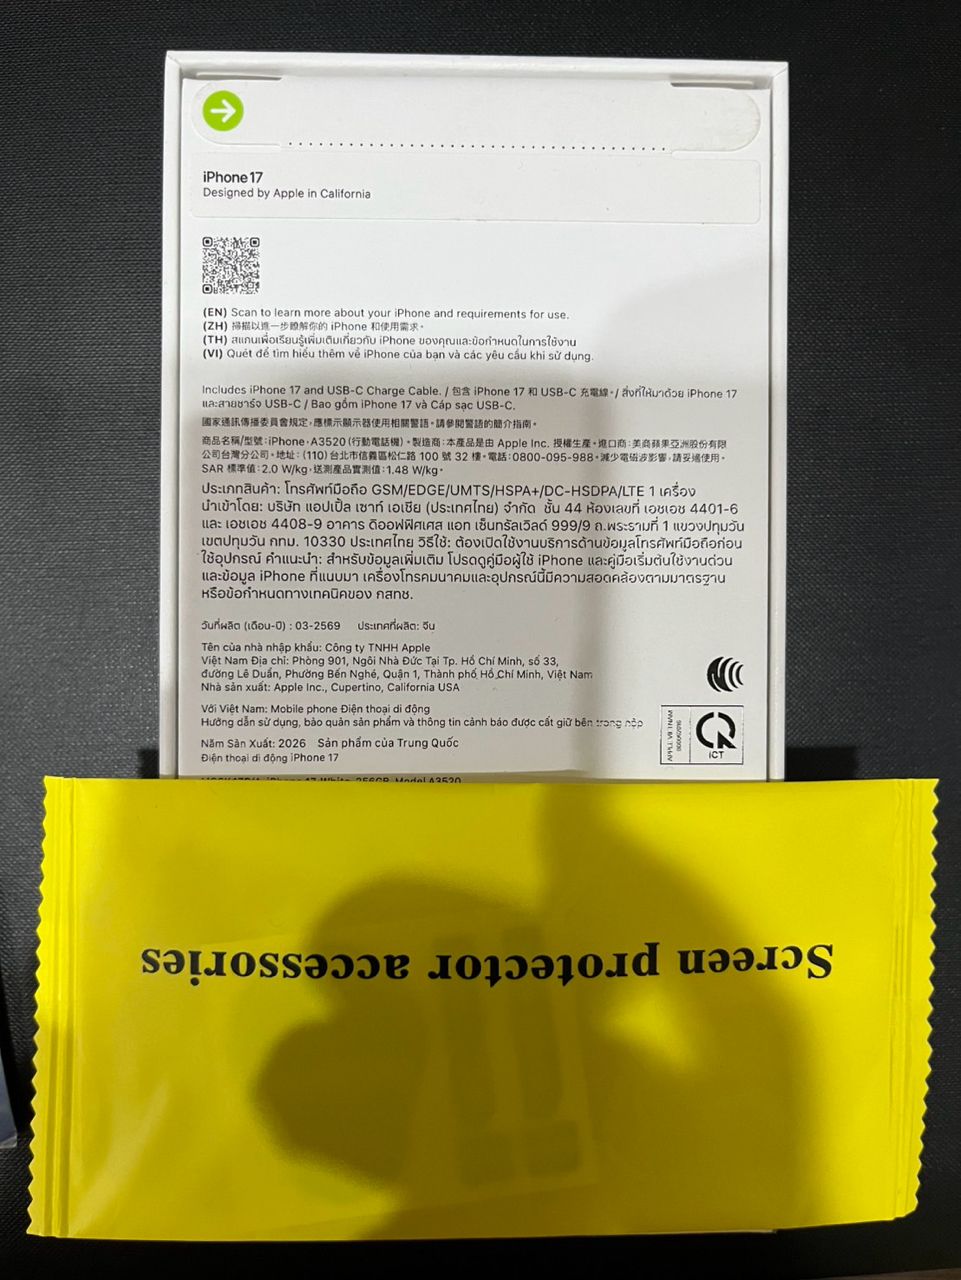 iPhone 17
Designed by Apple in California
(EN) Scan to learn more about your iPhone and requirements for use.
(ZH) 掃描以進一步瞭解你的 iPhone 和使用需求。
(TH) สแกนเพื่อเรียนรู้เพิ่มเติมเกี่ยวกับ iPhone ของคุณและข้อกำหนดในการใช้งาน
(VI) Quét để tìm hiểu thêm về iPhone của bạn và các yêu cầu khi sử dụng.
Includes iPhone 17 and USB-C Charge Cable. / 包含 iPhone 17 和 USB-C 充電線。/ สิ่งที่ให้มาด้วย iPhone 17
และสายชาร์จ USB-C / Bao gồm iPhone 17 và Cáp sạc USB-C.
國家通訊傳播委員會規定，應標示顯示器使用相關警語。請參閱警語的簡介指南。
商品名稱/型號：iPhone，A3520 (行動電話機)。製造商：本產品是由 Apple Inc. 授權生產。進口商：美商蘋果亞洲股份有限
公司台灣分公司。地址：(110) 台北市信義區松仁路 100 號 32 樓。電話：0800-095-988。減少電磁波影響，請妥適使用。
SAR 標準值：2.0 W/kg，送測產品實測值：1.48 W/kg。
ประเภทสินค้า: โทรศัพท์มือถือ GSM/EDGE/UMTS/HSPA+/DC-HSDPA/LTE 1 เครื่อง
นำเข้าโดย: บริษัท แอปเปิ้ล เซาท์ เอเชีย (ประเทศไทย) จำกัด ชั้น 44 ห้องเลขที่ เอชเอช 4401-6
และ เอชเอช 4408-9 อาคาร ดิออฟฟิศเศส แอท เซ็นทรัลเวิลด์ 999/9 ถ.พระรามที่ 1 แขวงปทุมวัน
เขตปทุมวัน กทม. 10330 ประเทศไทย วิธีใช้: ต้องเปิดใช้งานบริการด้านข้อมูลโทรศัพท์มือถือก่อน
ใช้อุปกรณ์ คำแนะนำ: สำหรับข้อมูลเพิ่มเติม โปรดดูคู่มือผู้ใช้ iPhone และคู่มือเริ่มต้นใช้งานด่วน
และข้อมูล iPhone ที่แนบมา เครื่องโทรคมนาคมและอุปกรณ์นี้มีความสอดคล้องตามมาตรฐาน
หรือข้อกำหนดทางเทคนิคของ กสทช.
วันที่ผลิต (เดือน-ปี) : 03-2569 ประเทศที่ผลิต: จีน
Tên của nhà nhập khẩu: Công ty TNHH Apple
Việt Nam Địa chỉ: Phòng 901, Ngôi Nhà Đức Tại Tp. Hồ Chí Minh, số 33,
đường Lê Duẩn, Phường Bến Nghé, Quận 1, Thành phố Hồ Chí Minh, Việt Nam
Nhà sản xuất: Apple Inc., Cupertino, California USA
Với Việt Nam: Mobile phone Điện thoại di động
Hướng dẫn sử dụng, bảo quản sản phẩm và thông tin cảnh báo được cất giữ bên trong nắp
Năm Sản Xuất: 2026 Sản phẩm của Trung Quốc
Điện thoại di động iPhone 17
ICT
iPhone 17, White, 256GB, Model A3520
Screen protector accessories